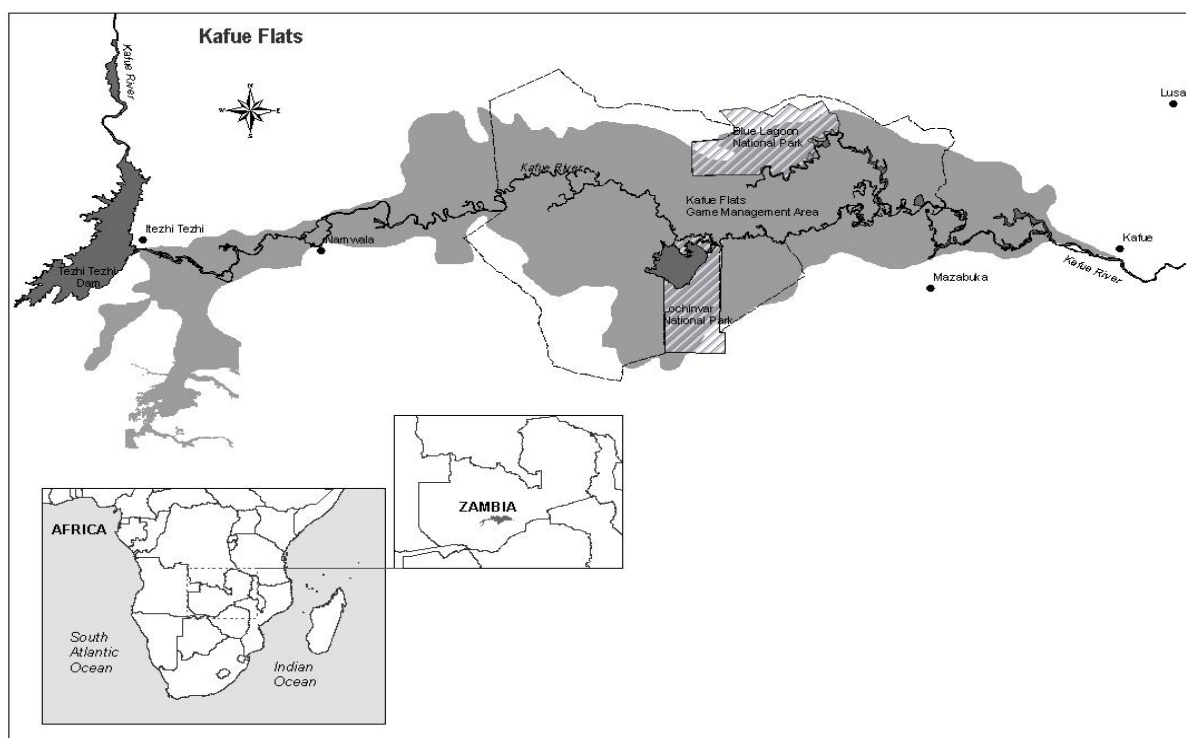 Kafue Flats
Kafue River
N
W
E
S
Lusa
Blue Lagoon
National Park
Kafue River
Kafue Flats
Game Management Area
Itezhi Tezhi
Namwala
Kafue
Tezhi Tezhi
Dam
Kafue River
Mazabuka
Lochinvar
National Park
ZAMBIA
AFRICA
South
Atlantic
Ocean
Indian
Ocean